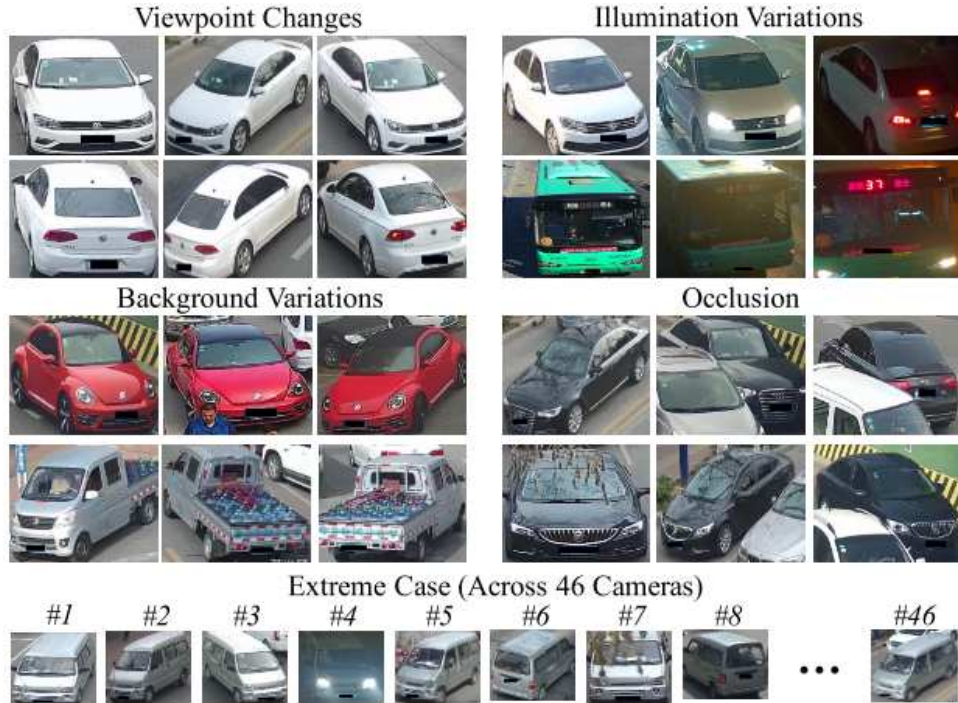 Viewpoint Changes
Illumination Variations
37
Background Variations
Occlusion
Extreme Case (Across 46 Cameras)
#1 #2 #3 #4 #5 #6 #7 #8 ••• #46